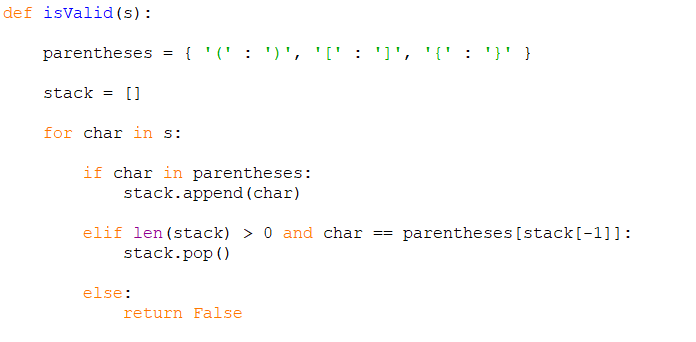 def isValid(s):
    parentheses = { '(' : ')', '[' : ']', '{' : '}' }
    stack = []
    for char in s:
        if char in parentheses:
            stack.append(char)
        elif len(stack) > 0 and char == parentheses[stack[-1]]:
            stack.pop()
        else:
            return False